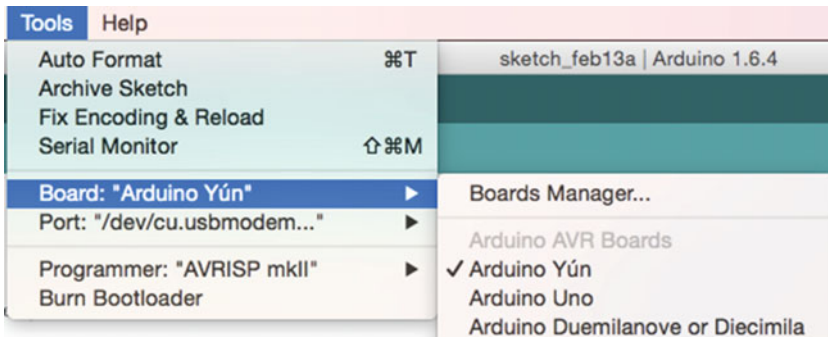 Tools Help
Auto Format ⌘T
sketch_feb13a | Arduino 1.6.4
Archive Sketch
Fix Encoding & Reload
Serial Monitor ⇧⌘M
Board: "Arduino Yún" ▶
Boards Manager...
Port: "/dev/cu.usbmodem..." ▶
Arduino AVR Boards
Programmer: "AVRISP mkII" ▶
✓ Arduino Yún
Burn Bootloader
Arduino Uno
Arduino Duemilanove or Diecimila